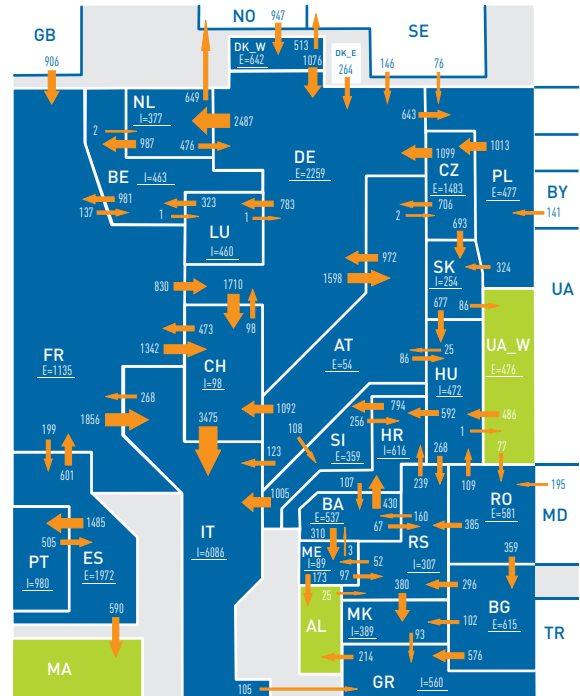 NO
947
GB
513
SE
DK_W
E=642
DK_E
906
1076
264
146
76
649
NL
I=377
2487
643
2
987
476
1013
DE
E=2259
1099
CZ
E=1483
PL
E=477
BE
I=463
BY
981
323
783
706
141
137
1
1
2
LU
I=460
693
UA
972
SK
I=254
324
830
1710
1598
98
677
86
473
AT
E=54
25
UA_W
E=476
1342
CH
I=98
86
HU
I=472
FR
E=1135
268
1092
794
592
486
1856
3475
108
256
1
199
SI
E=359
HR
I=616
268
77
601
123
239
109
107
RO
E=581
195
1005
430
BA
E=537
160
MD
1485
IT
I=6086
67
385
505
310
3
RS
I=307
359
PT
I=980
ES
E=1972
ME
I=89
52
97
173
380
296
590
25
BG
E=615
AL
MK
I=389
102
TR
93
MA
214
576
105
GR
I=560